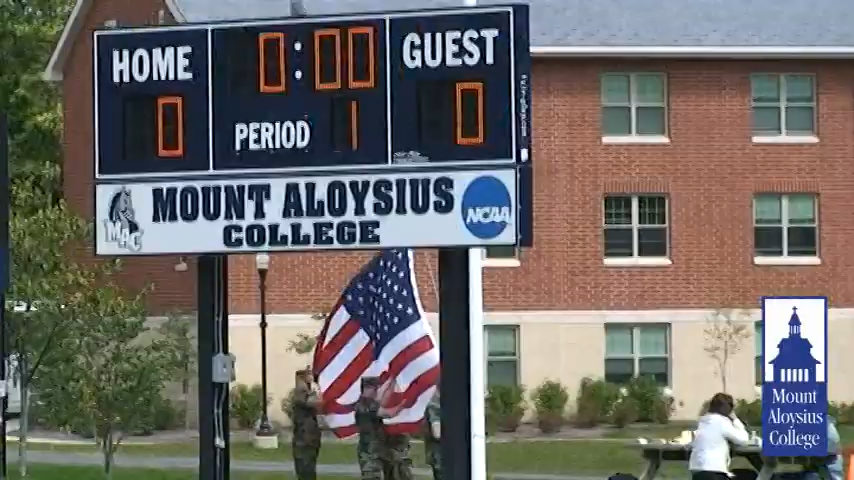 HOME 0:00 GUEST
0 PERIOD 1 0
MOUNT ALOYSIUS
COLLEGE
MAC
NCAA
Mount
Aloysius
College